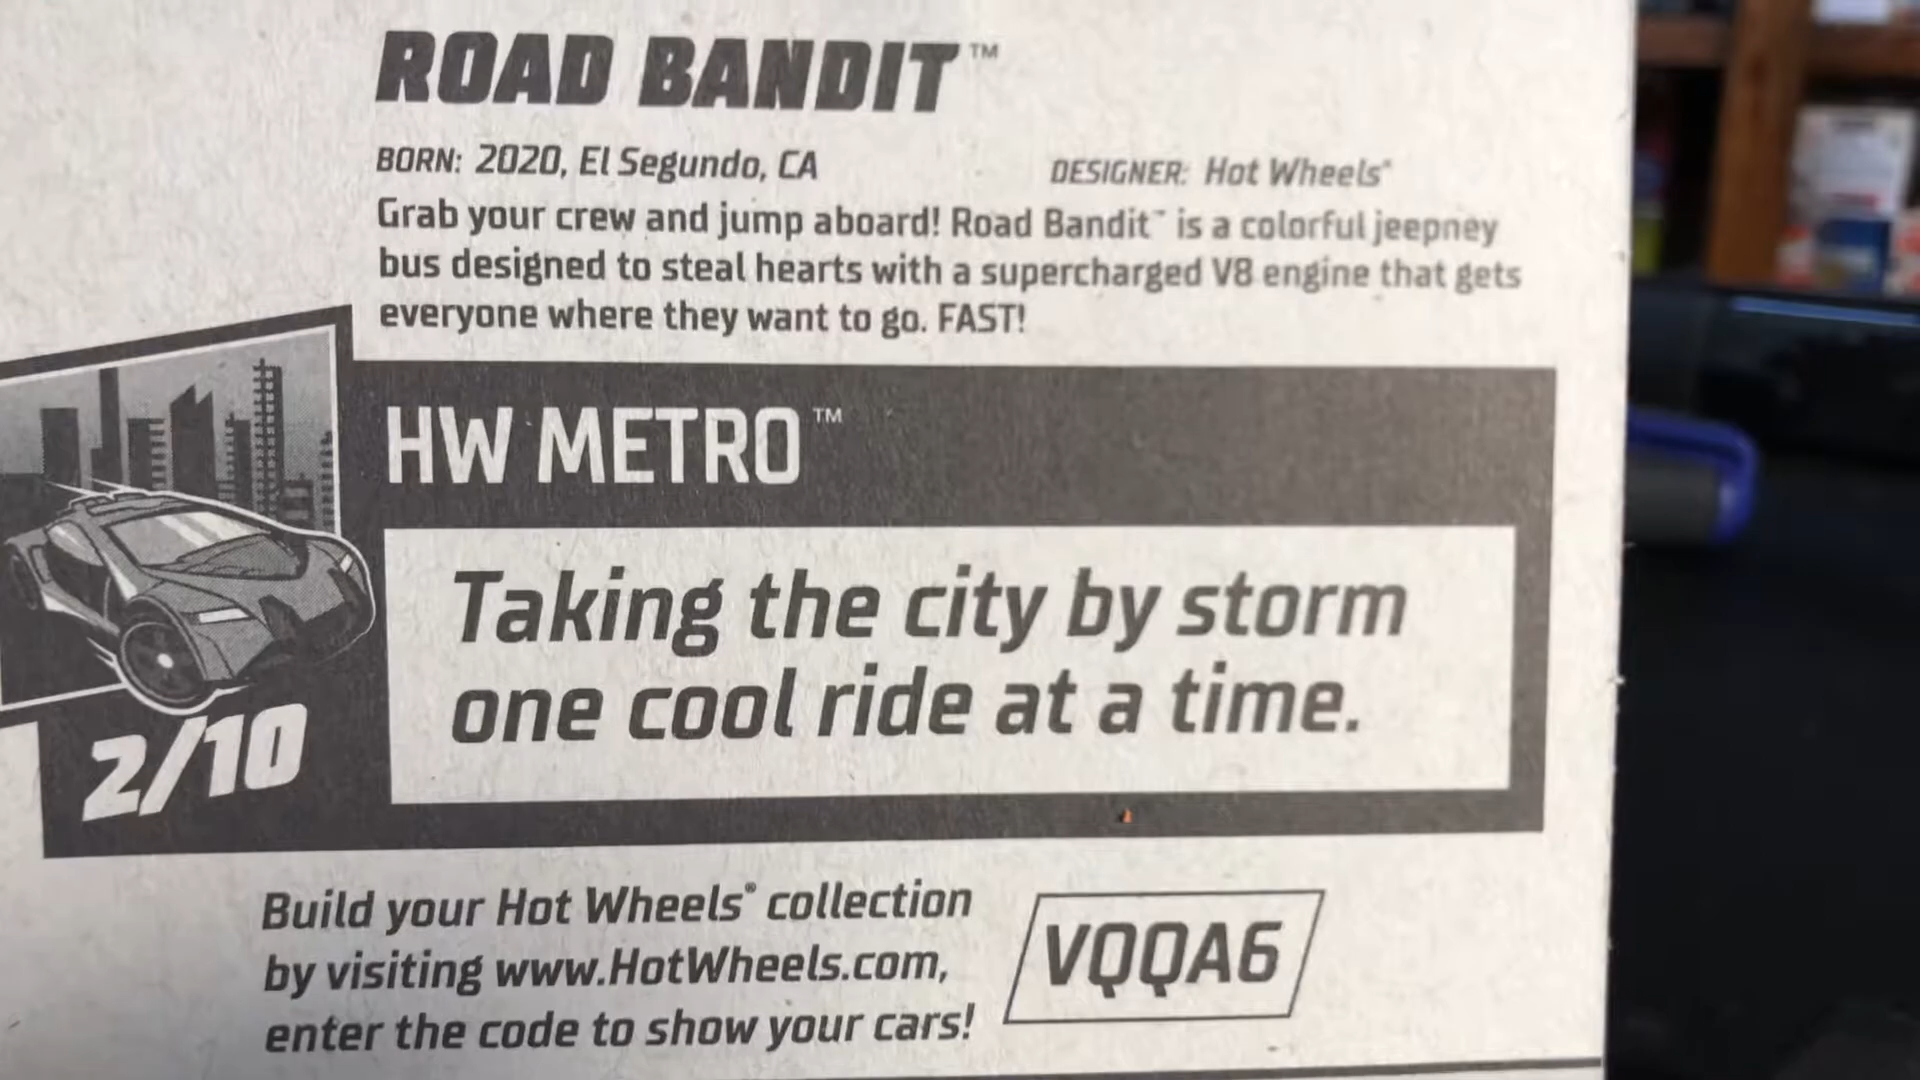 ROAD BANDIT™
BORN: 2020, El Segundo, CA DESIGNER: Hot Wheels®
Grab your crew and jump aboard! Road Bandit™ is a colorful jeepney
bus designed to steal hearts with a supercharged V8 engine that gets
everyone where they want to go. FAST!
HW METRO™
Taking the city by storm
one cool ride at a time.
2/10
Build your Hot Wheels® collection
by visiting www.HotWheels.com,
enter the code to show your cars!
VQQA6